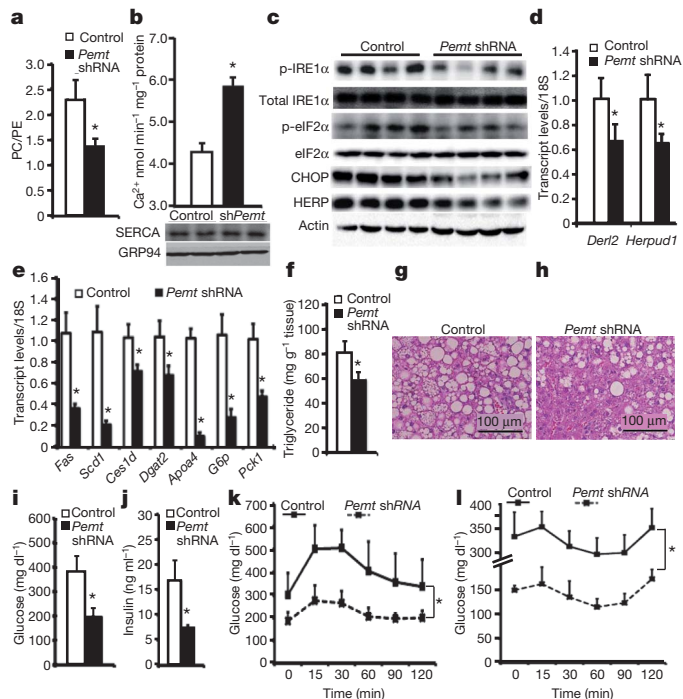 a
Control
Pemt
shRNA
PC/PE
3.0
2.5
2.0
1.5
1.0
0.5
0
*
b
Ca2+ nmol min−1 mg−1 protein
6.0
5.0
4.0
3.0
*
Control shPemt
SERCA
GRP94
c
Control
Pemt shRNA
p-IRE1α
Total IRE1α
p-eIF2α
eIF2α
CHOP
HERP
Actin
d
Control
Pemt shRNA
Transcript levels/18S
1.4
1.2
1.0
0.8
0.6
0.4
0.2
0
*
*
Derl2 Herpud1
e
Control
Pemt shRNA
Transcript levels/18S
1.6
1.4
1.2
1.0
0.8
0.6
0.4
0.2
0
*
*
*
*
*
*
*
Fas
Scd1
Ces1d
Dgat2
Apoa4
G6p
Pck1
f
Control
Pemt
shRNA
Triglyceride (mg g−1 tissue)
120
100
80
60
40
20
0
*
g
Control
100 μm
h
Pemt shRNA
100 μm
i
Control
Pemt
shRNA
Glucose (mg dl−1)
600
500
400
300
200
100
0
*
j
Control
Pemt
shRNA
Insulin (ng ml−1)
30
25
20
15
10
5
0
*
k
Control
Pemt shRNA
Glucose (mg dl−1)
700
600
500
400
300
200
100
0
*
0 15 30 60 90 120
Time (min)
l
Control
Pemt shRNA
Glucose (mg dl−1)
400
350
300
150
100
50
0
*
0 15 30 60 90 120
Time (min)